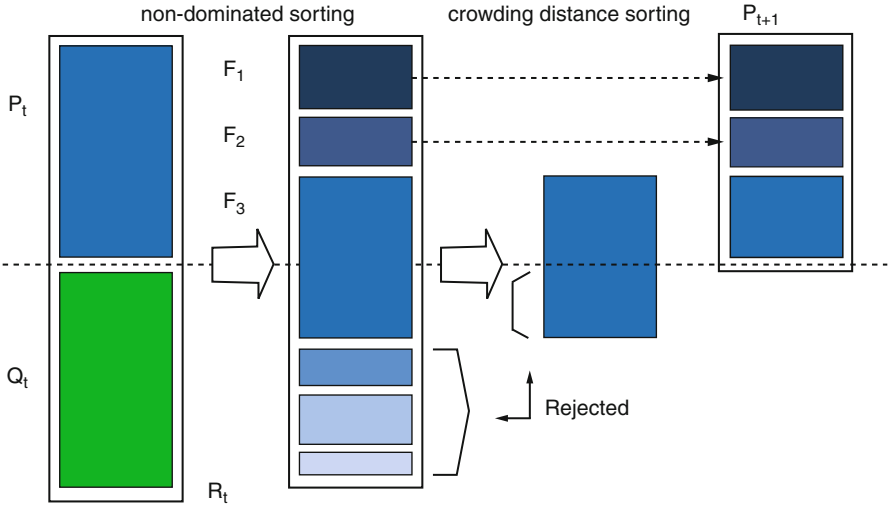 non-dominated sorting
crowding distance sorting
P_{t+1}
P_t
F_1
F_2
F_3
Q_t
Rejected
R_t